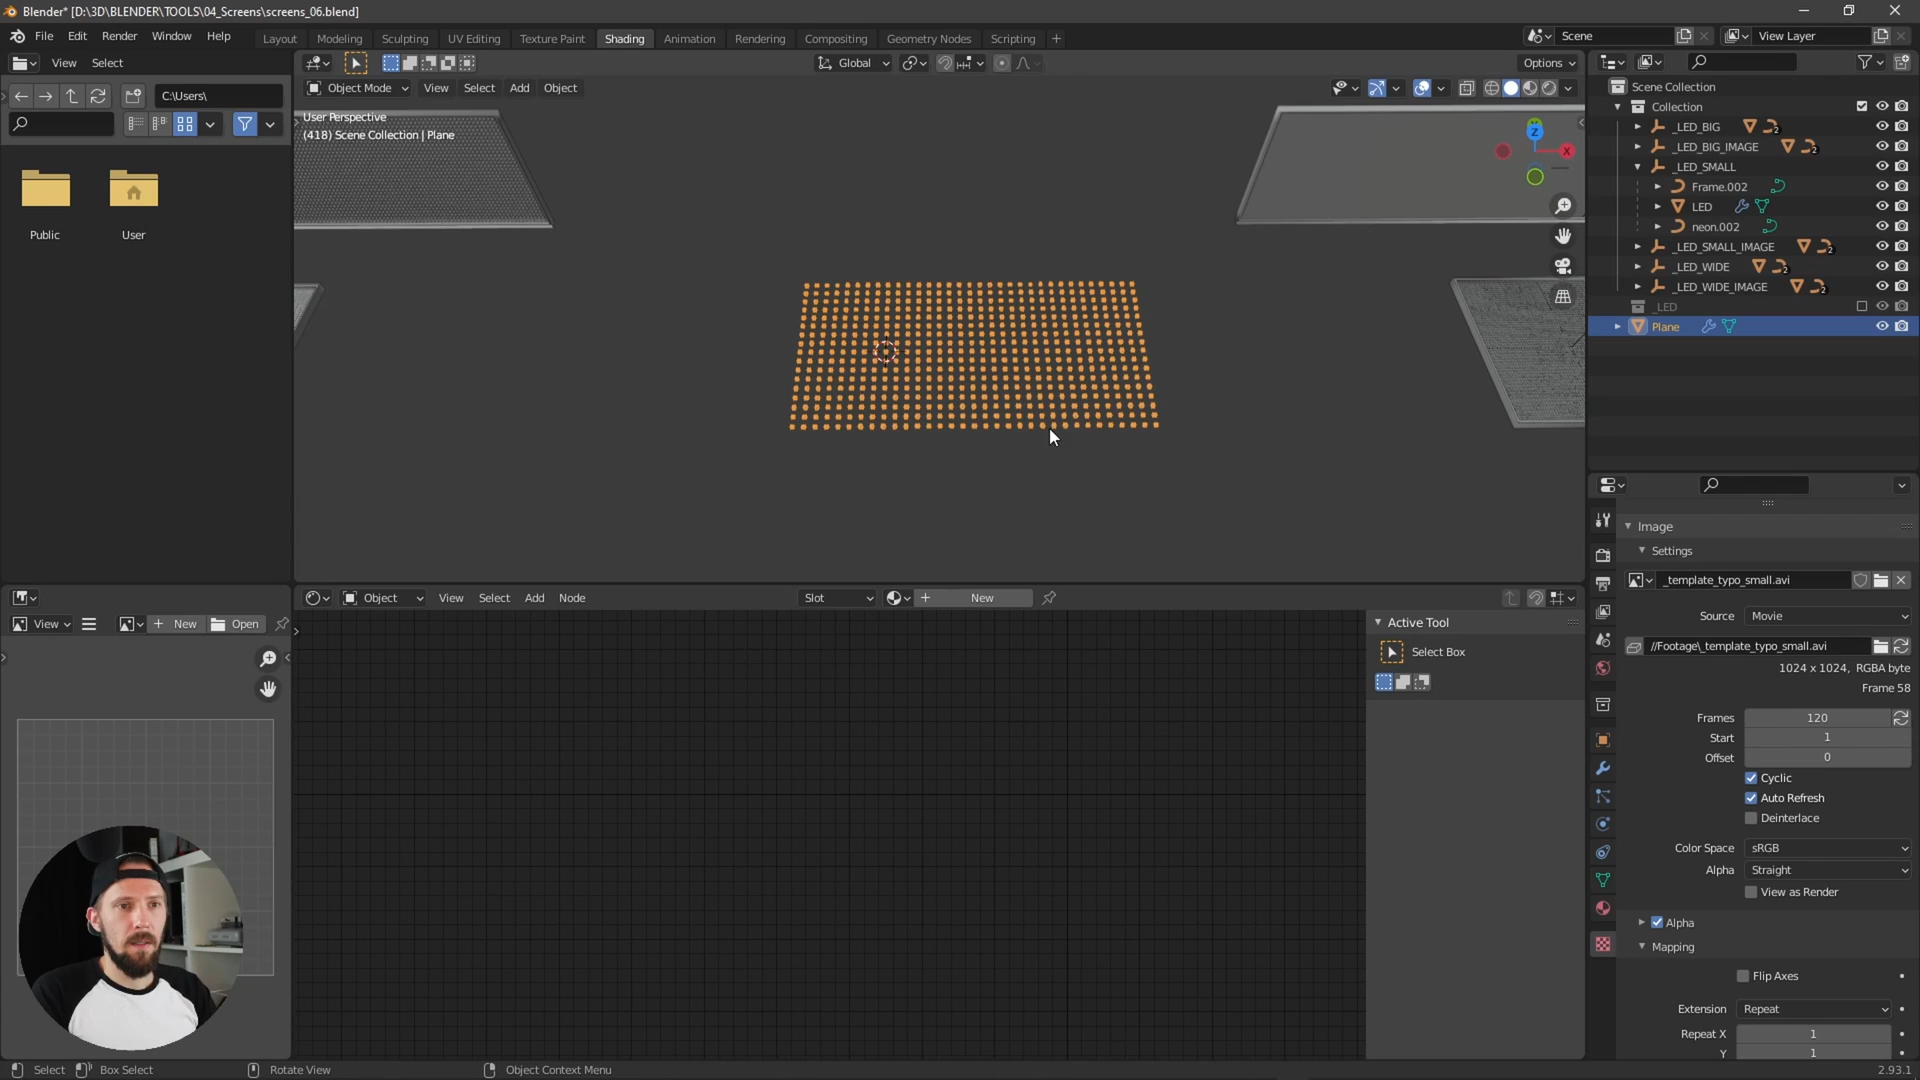 Blender* [D:\3D\BLENDER\TOOLS\04_Screens\screens_06.blend]
File Edit Render Window Help
Layout Modeling Sculpting UV Editing Texture Paint Shading Animation Rendering Compositing Geometry Nodes Scripting +
Scene
View Layer
View Select
C:\Users\
Public
User
Global
Options
Object Mode View Select Add Object
User Perspective
(418) Scene Collection | Plane
Z
X
Scene Collection
Collection
_LED_BIG
2
_LED_BIG_IMAGE
2
_LED_SMALL
Frame.002
LED
neon.002
_LED_SMALL_IMAGE
2
_LED_WIDE
2
_LED_WIDE_IMAGE
2
_LED
Plane
Image
Settings
_template_typo_small.avi
Source Movie
//Footage\_template_typo_small.avi
1024 x 1024, RGBA byte
Frame 58
Frames 120
Start 1
Offset 0
Cyclic
Auto Refresh
Deinterlace
Color Space sRGB
Alpha Straight
View as Render
Alpha
Mapping
Flip Axes
Extension Repeat
Repeat X 1
Y 1
View New Open
Object View Select Add Node
Slot
New
Active Tool
Select Box
Select Box Select Rotate View Object Context Menu
2.93.1